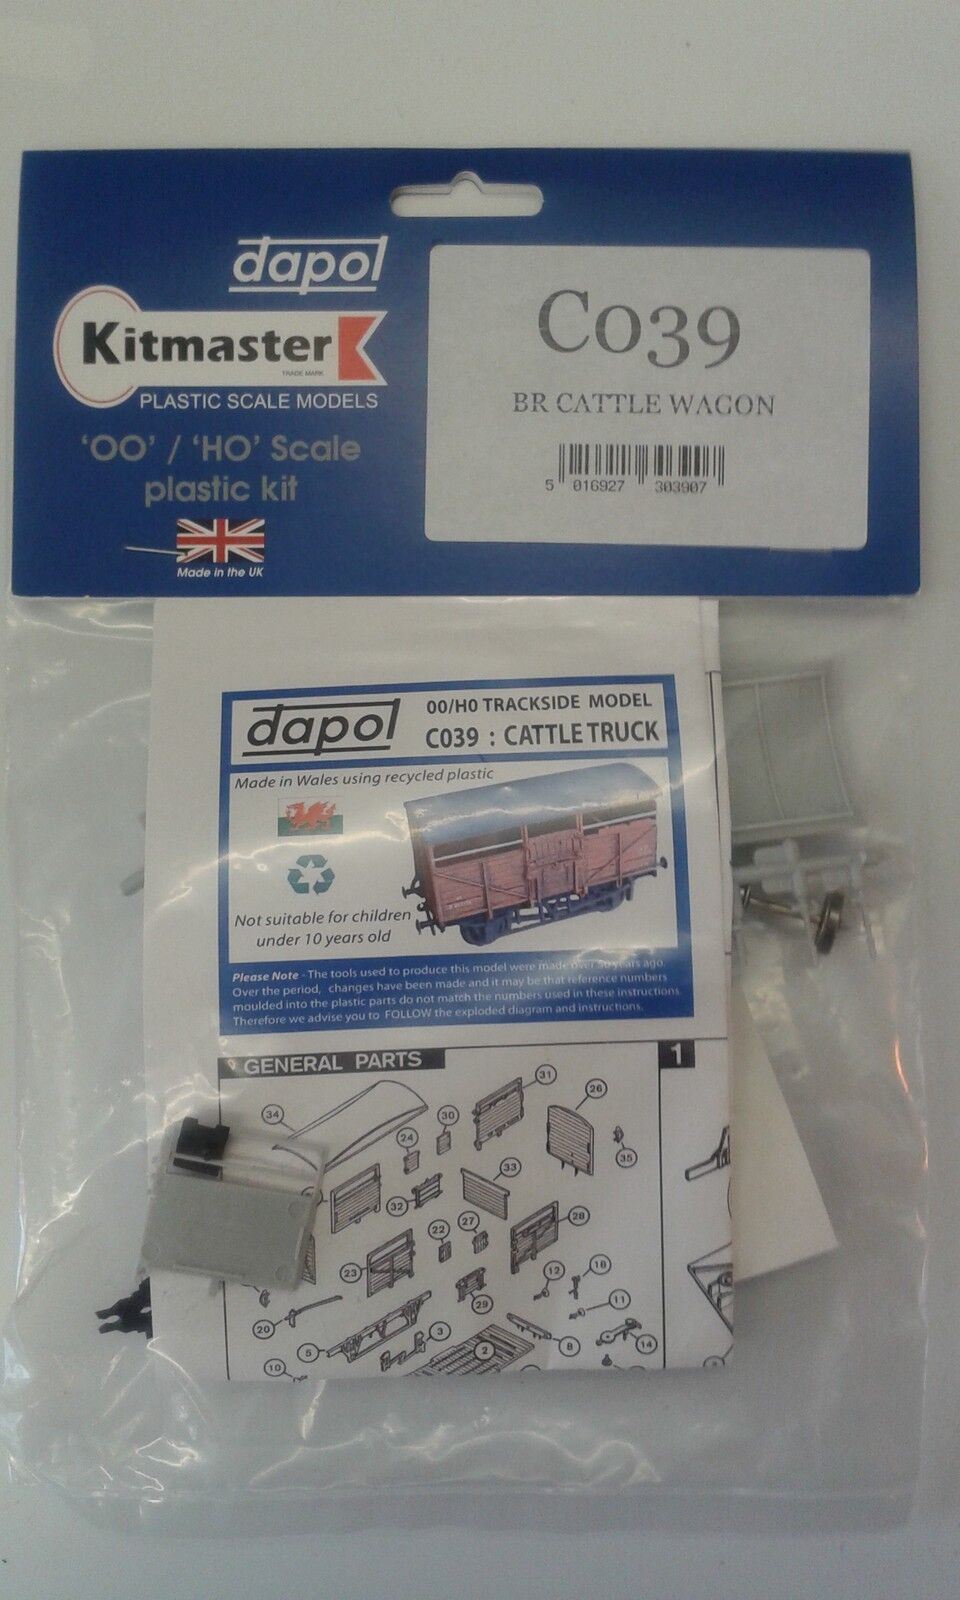 dapol
Kitmaster
TRADE MARK
PLASTIC SCALE MODELS
'OO' / 'HO' Scale
plastic kit
Made in the UK
C039
BR CATTLE WAGON
5 016927 303907
dapol
00/H0 TRACKSIDE MODEL
C039 : CATTLE TRUCK
Made in Wales using recycled plastic
Not suitable for children
under 10 years old
Please Note - The tools used to produce this model were made over 50 years ago.
Over the period, changes have been made and it may be that reference numbers
moulded into the plastic parts do not match the numbers used in these instructions.
Therefore we advise you to FOLLOW the exploded diagram and instructions.
GENERAL PARTS
1
34
24
30
31
26
35
32
33
28
23
22
27
29
12
18
11
20
5
3
2
8
14
10